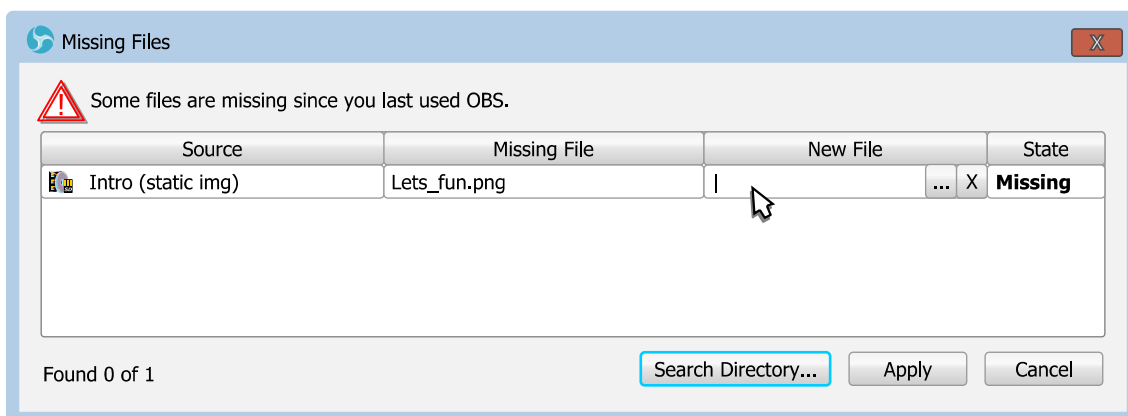 Missing Files X
Some files are missing since you last used OBS.
Source Missing File New File State
Intro (static img) Lets_fun.png ... X Missing
Found 0 of 1 Search Directory... Apply Cancel